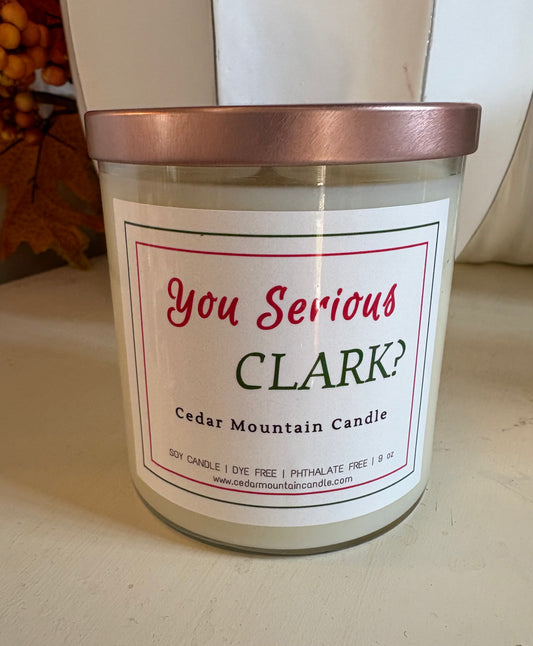 You Serious
CLARK?
Cedar Mountain Candle
SOY CANDLE | DYE FREE | PHTHALATE FREE | 9 oz
www.cedarmountaincandle.com